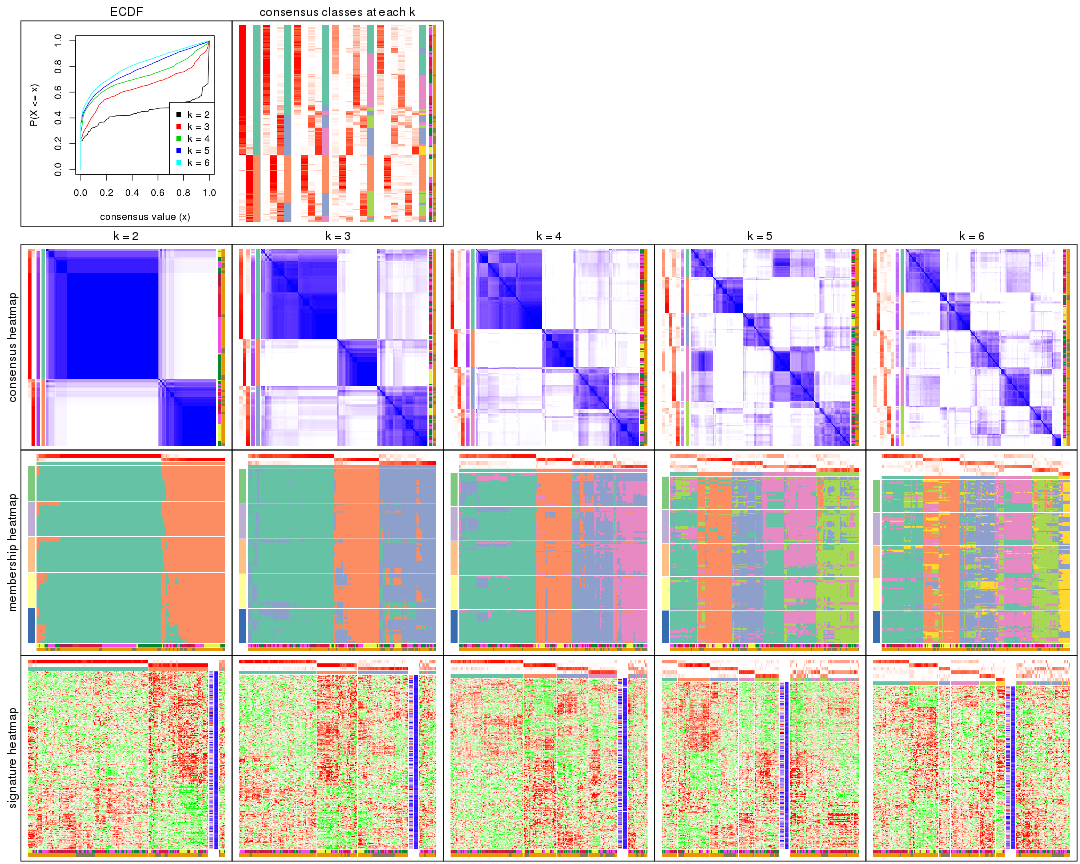 ECDF
consensus classes at each k
P(X <= x)
0.0 0.2 0.4 0.6 0.8 1.0
k = 2
k = 3
k = 4
k = 5
k = 6
0.0 0.2 0.4 0.6 0.8 1.0
consensus value (x)
k = 2
k = 3
k = 4
k = 5
k = 6
consensus heatmap
membership heatmap
signature heatmap